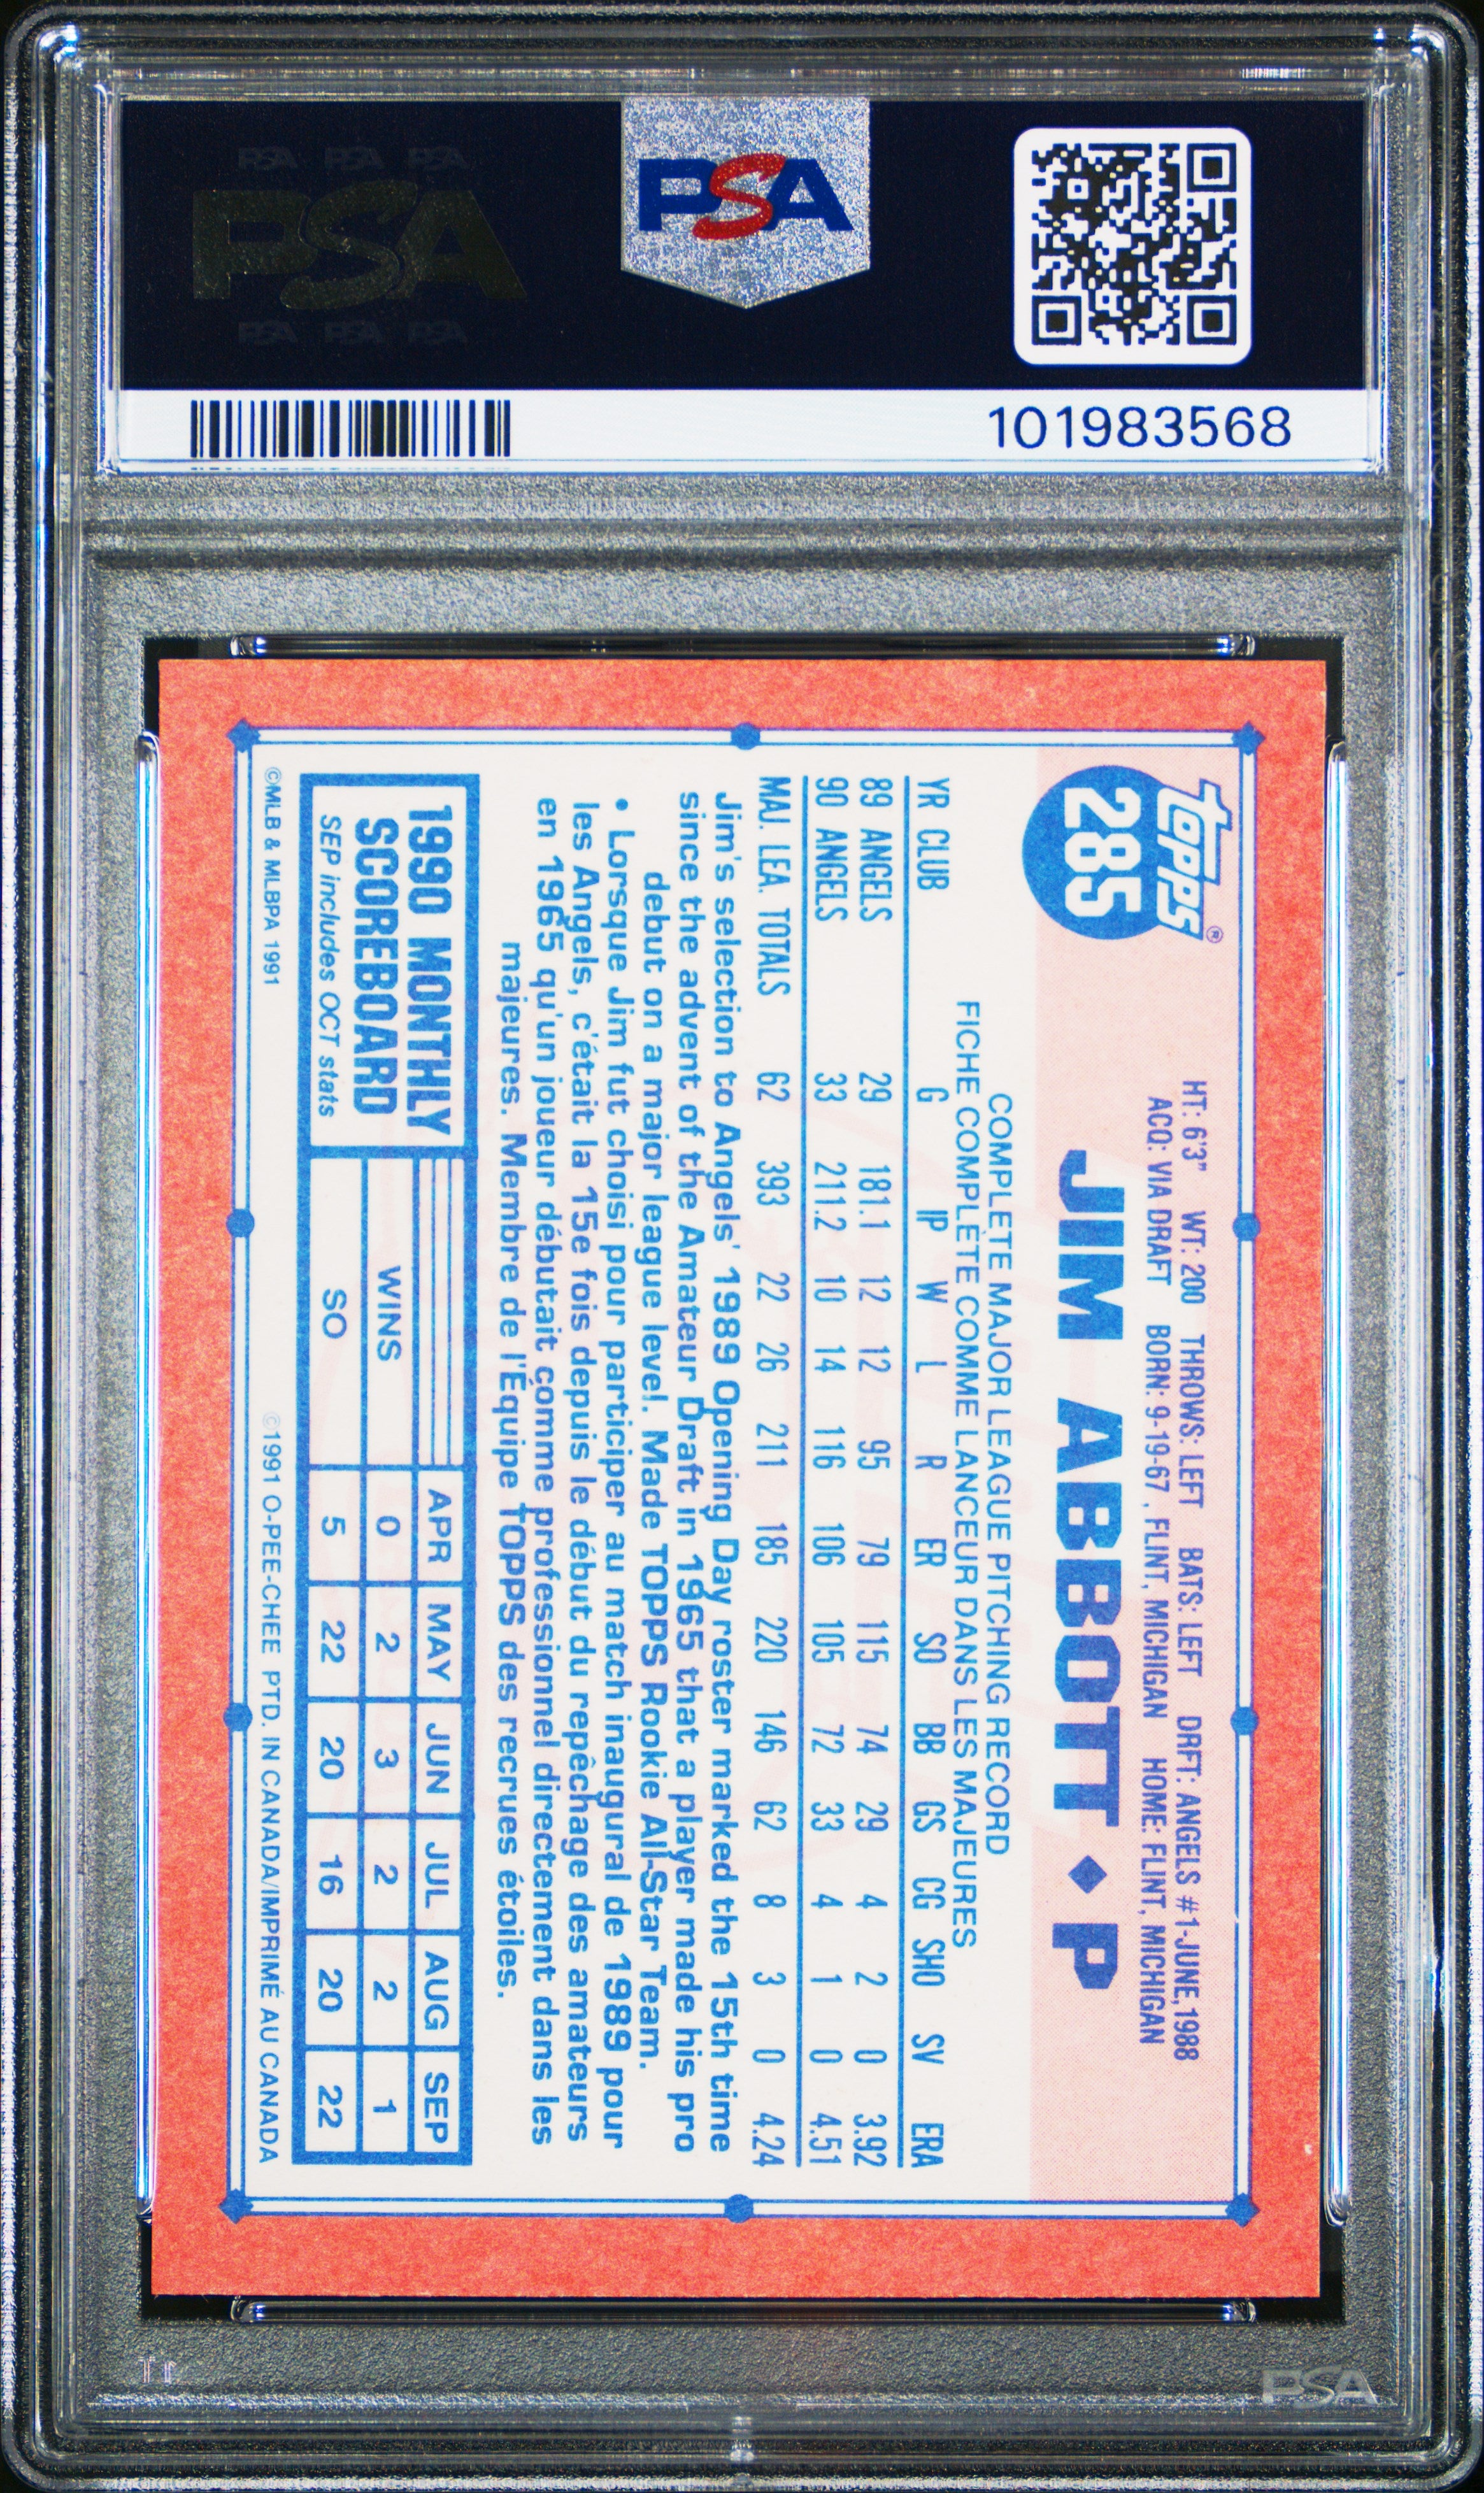 PSA PSA PSA
PSA
PSA PSA PSA
PSA
101983568
topps®
285
HT: 6'3" WT: 200 THROWS: LEFT BATS: LEFT DRFT: ANGELS #1-JUNE,1988
ACQ: VIA DRAFT BORN: 9-19-67, FLINT, MICHIGAN HOME: FLINT, MICHIGAN
JIM ABBOTT ♦ P
COMPLETE MAJOR LEAGUE PITCHING RECORD
FICHE COMPLÈTE COMME LANCEUR DANS LES MAJEURES
YR CLUB G IP W L R ER SO BB GS CG SHO SV ERA
89 ANGELS 29 181.1 12 12 95 79 115 74 29 4 2 0 3.92
90 ANGELS 33 211.2 10 14 116 106 105 72 33 4 1 0 4.51
MAJ. LEA. TOTALS 62 393 22 26 211 185 220 146 62 8 3 0 4.24
Jim's selection to Angels' 1989 Opening Day roster marked the 15th time
since the advent of the Amateur Draft in 1965 that a player made his pro
debut on a major league level. Made TOPPS Rookie All-Star Team.
• Lorsque Jim fut choisi pour participer au match inaugural de 1989 pour
les Angels, c'était la 15e fois depuis le début du repêchage des amateurs
en 1965 qu'un joueur débutait comme professionnel directement dans les
majeures. Membre de l'Équipe TOPPS des recrues étoiles.
1990 MONTHLY
SCOREBOARD
SEP includes OCT stats
APR MAY JUN JUL AUG SEP
WINS 0 2 3 2 2 1
SO 5 22 20 16 20 22
©MLB & MLBPA 1991 ©1991 O-PEE-CHEE PTD. IN CANADA/IMPRIMÉ AU CANADA
PSA